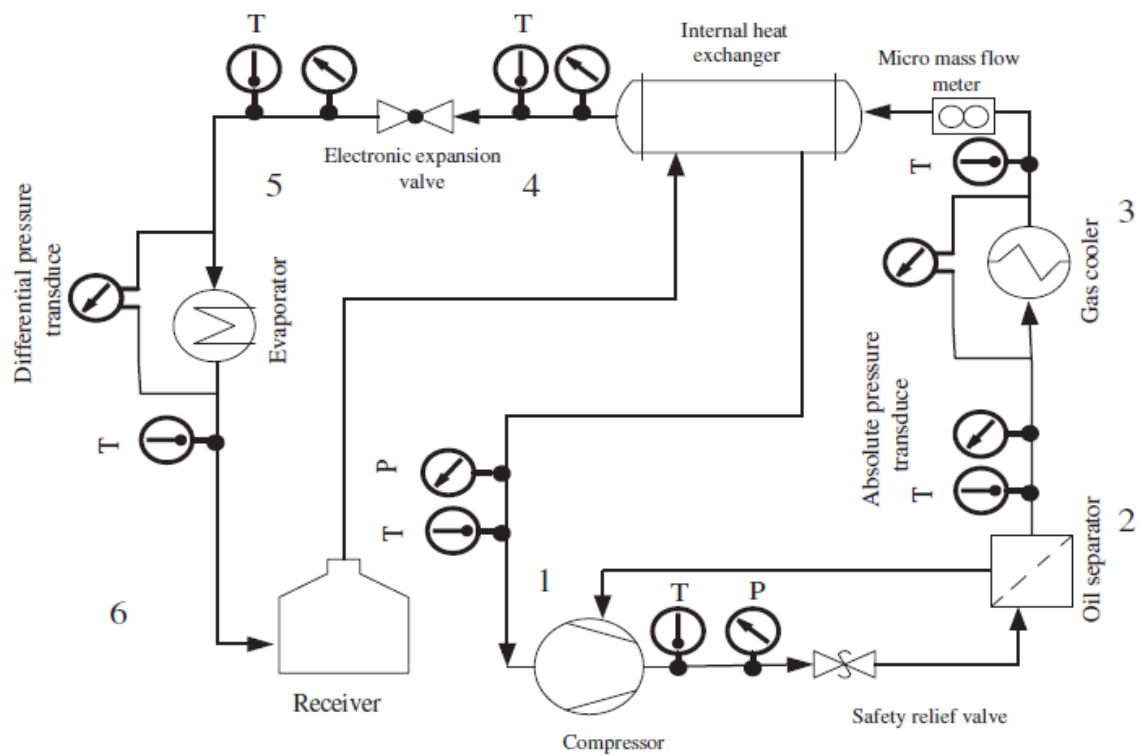 T
T
Internal heat
exchanger
Micro mass flow
meter
T
Electronic expansion
valve
5
4
3
Differential pressure
transduce
Evaporator
Gas cooler
T
P
T
Absolute pressure
transduce
T
2
Oil separator
1
T
P
6
Receiver
Compressor
Safety relief valve